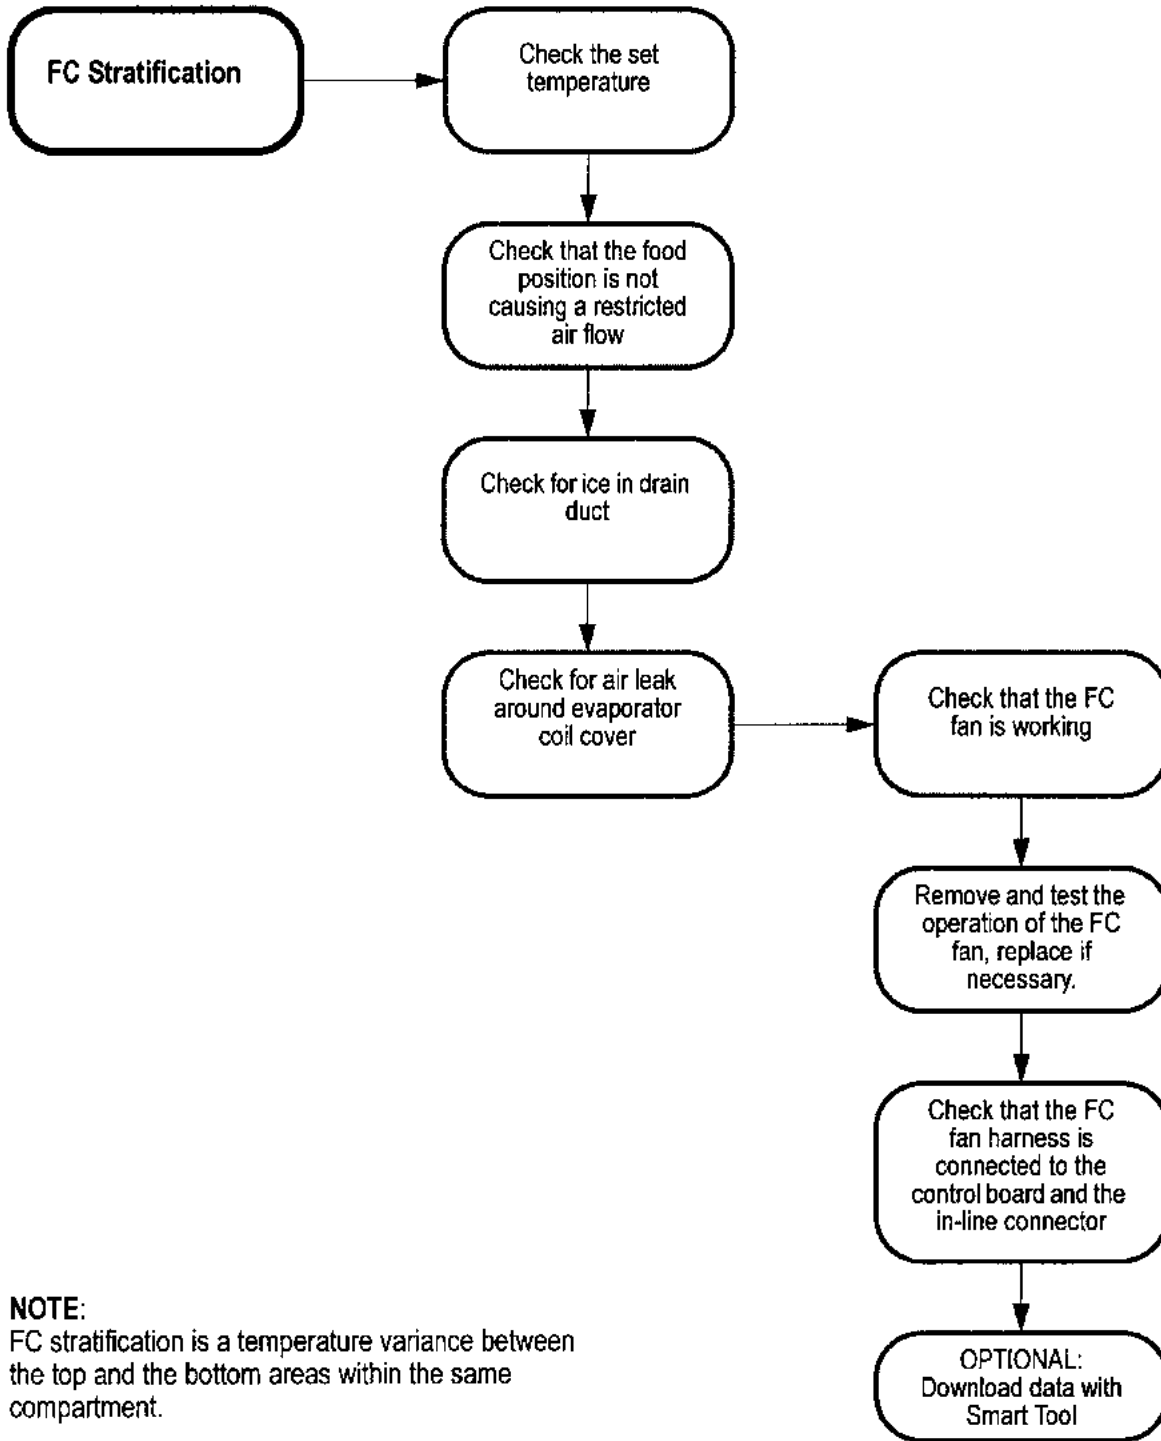 FC Stratification
Check the set
temperature
Check that the food
position is not
causing a restricted
air flow
Check for ice in drain
duct
Check for air leak
around evaporator
coil cover
Check that the FC
fan is working
Remove and test the
operation of the FC
fan, replace if
necessary.
Check that the FC
fan harness is
connected to the
control board and the
in-line connector
OPTIONAL:
Download data with
Smart Tool
NOTE:
FC stratification is a temperature variance between
the top and the bottom areas within the same
compartment.